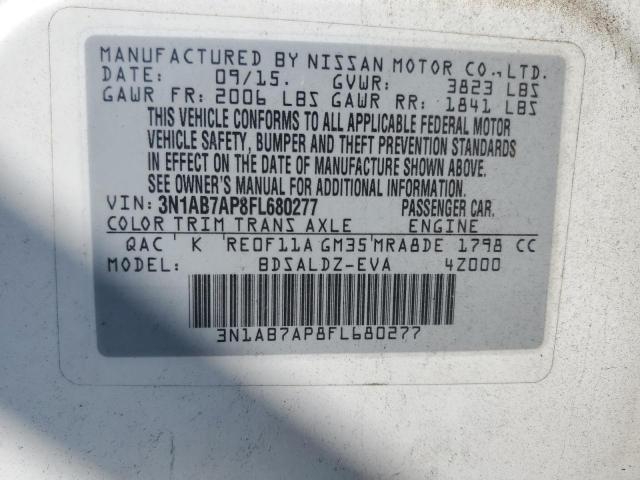 MANUFACTURED BY NISSAN MOTOR CO., LTD.
DATE: 09/15. GVWR: 3823 LBS
GAWR FR: 2006 LBS GAWR RR: 1841 LBS
THIS VEHICLE CONFORMS TO ALL APPLICABLE FEDERAL MOTOR
VEHICLE SAFETY, BUMPER AND THEFT PREVENTION STANDARDS
IN EFFECT ON THE DATE OF MANUFACTURE SHOWN ABOVE.
SEE OWNER'S MANUAL FOR ADDITIONAL INFORMATION.
VIN: 3N1AB7AP8FL680277 PASSENGER CAR.
COLOR TRIM TRANS AXLE ENGINE
QAC K RE0F11A GM35 MRA8DE 1798 CC
MODEL: BDSALDZ-EVA 4Z000
3N1AB7AP8FL680277